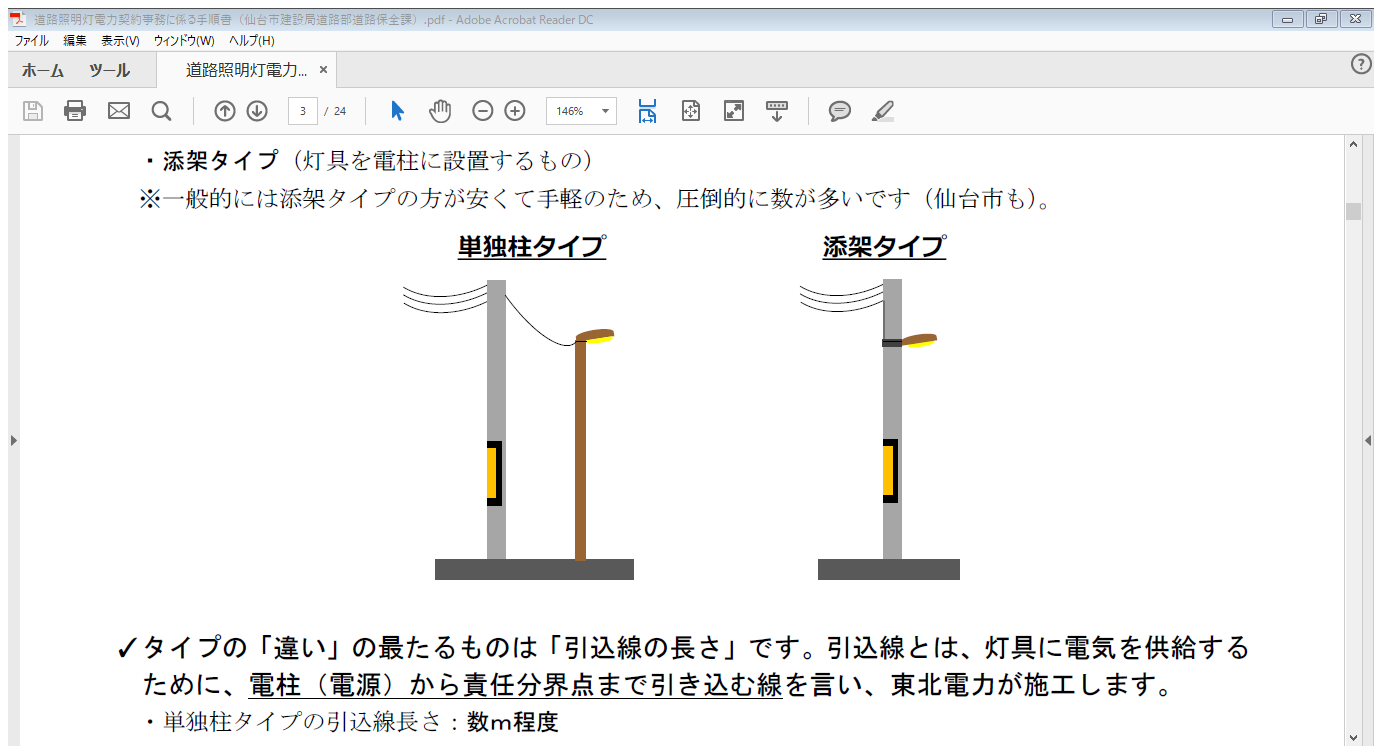 道路照明灯電力契約事務に係る手順書（仙台市建設局道路部道路保全課）.pdf - Adobe Acrobat Reader DC
ファイル 編集 表示(V) ウィンドウ(W) ヘルプ(H)
ホーム ツール 道路照明灯電力... ×
3 / 24 146%
・添架タイプ（灯具を電柱に設置するもの）
※一般的には添架タイプの方が安くて手軽のため、圧倒的に数が多いです（仙台市も）。
単独柱タイプ 添架タイプ
✓タイプの「違い」の最たるものは「引込線の長さ」です。引込線とは、灯具に電気を供給する
ために、電柱（電源）から責任分界点まで引き込む線を言い、東北電力が施工します。
・単独柱タイプの引込線長さ：数ｍ程度